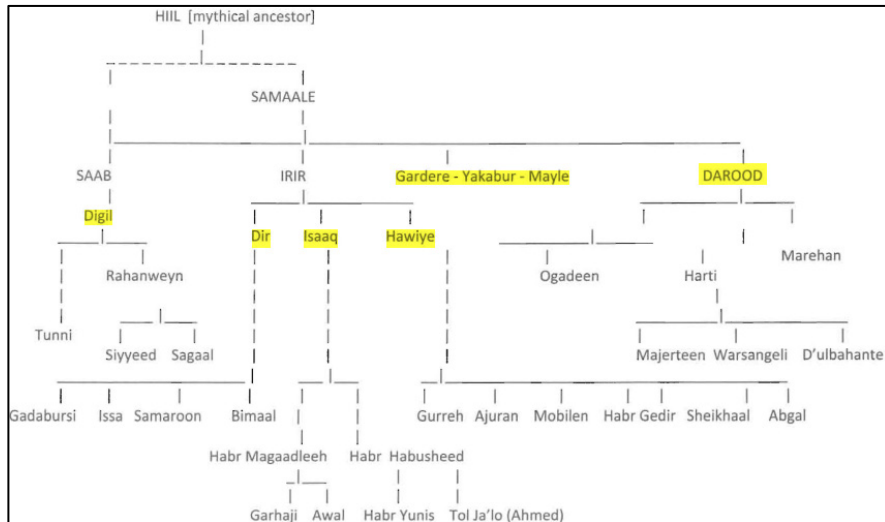 HIIL [mythical ancestor]
SAMAALE
SAAB IRIR Gardere - Yakabur - Mayle DAROOD
Digil
Dir Isaaq Hawiye
Marehan
Rahanweyn Ogadeen Harti
Tunni
Siyyeed Sagaal Majerteen Warsangeli D'ulbahante
Gadabursi Issa Samaroon Bimaal Gurreh Ajuran Mobilen Habr Gedir Sheikhaal Abgal
Habr Magaadleeh Habr Habusheed
Garhaji Awal Habr Yunis Tol Ja'lo (Ahmed)